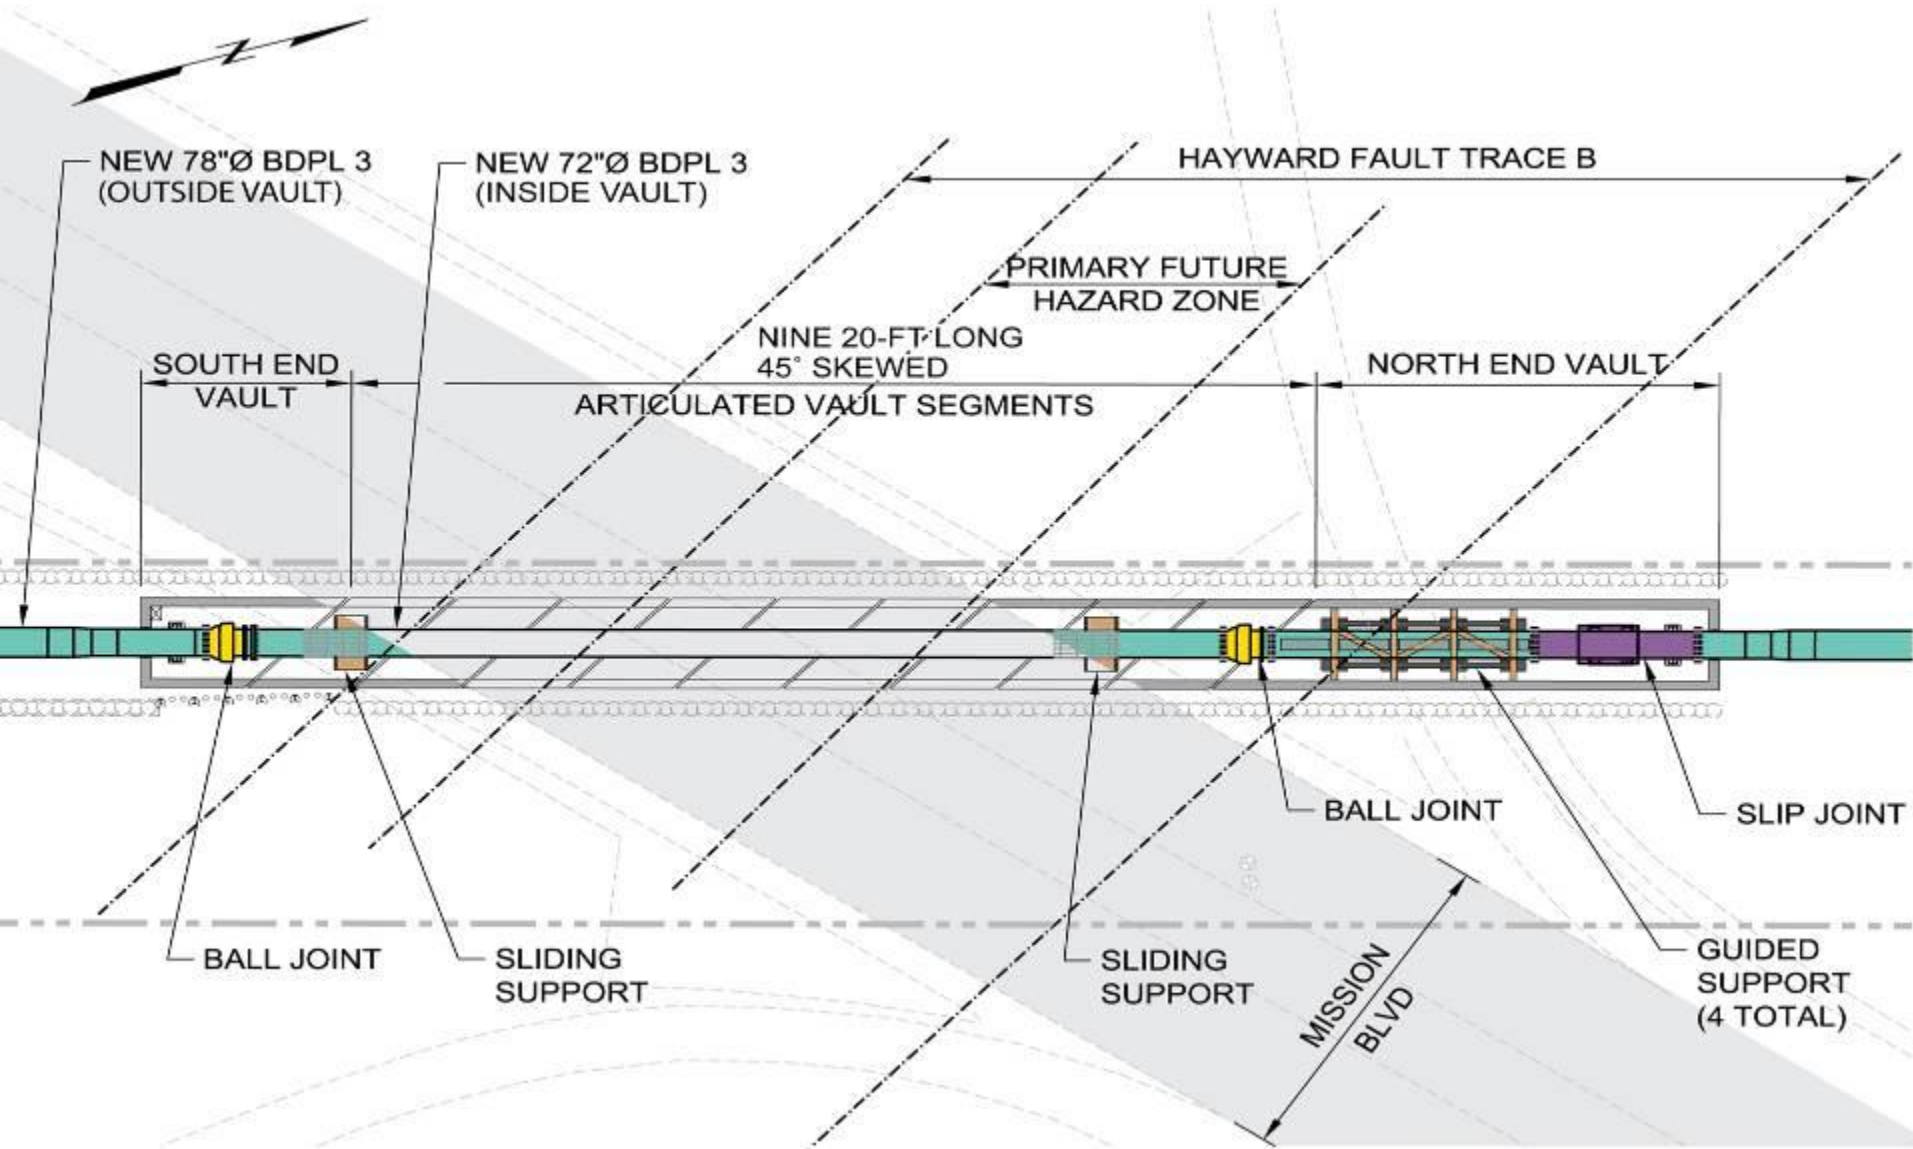 N
NEW 78"Ø BDPL 3
(OUTSIDE VAULT)
NEW 72"Ø BDPL 3
(INSIDE VAULT)
HAYWARD FAULT TRACE B
PRIMARY FUTURE
HAZARD ZONE
NINE 20-FT LONG
45° SKEWED
ARTICULATED VAULT SEGMENTS
SOUTH END
VAULT
NORTH END VAULT
BALL JOINT
SLIP JOINT
BALL JOINT
SLIDING
SUPPORT
SLIDING
SUPPORT
MISSION
BLVD
GUIDED
SUPPORT
(4 TOTAL)